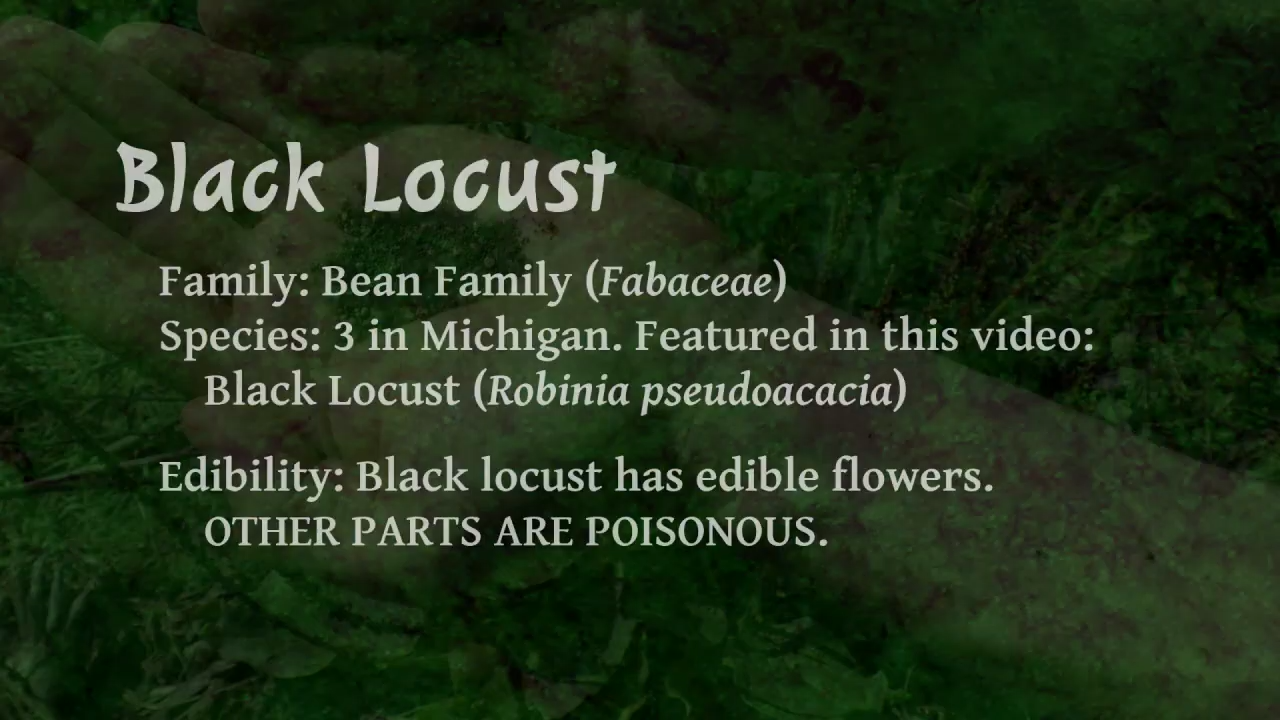 Black Locust
Family: Bean Family (Fabaceae)
Species: 3 in Michigan. Featured in this video:
Black Locust (Robinia pseudoacacia)
Edibility: Black locust has edible flowers.
OTHER PARTS ARE POISONOUS.